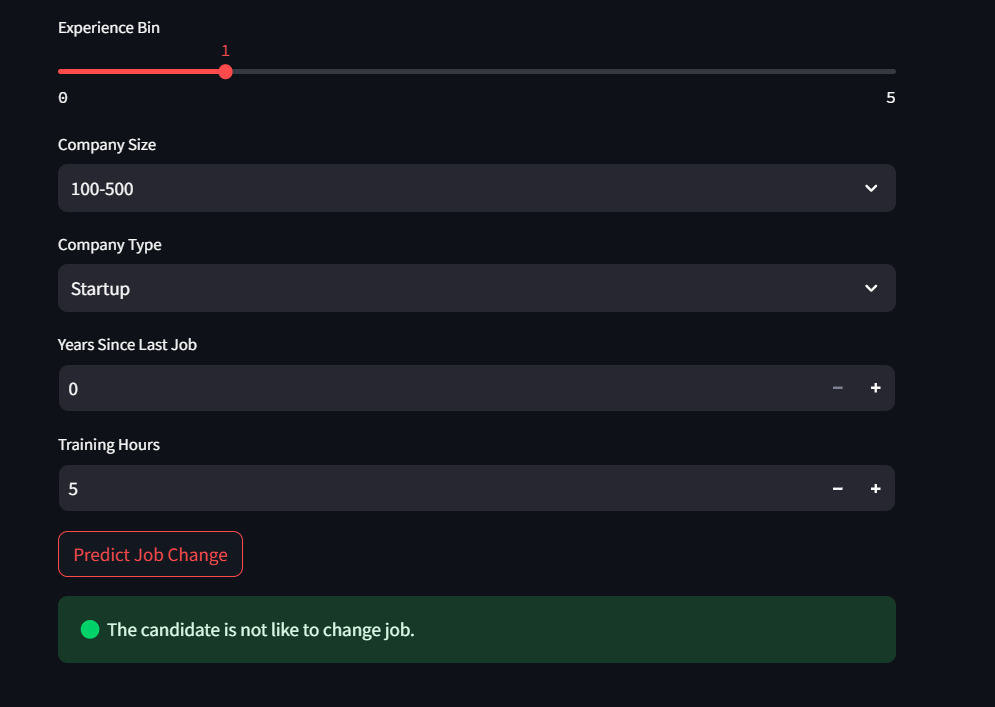 Experience Bin
1
0 5
Company Size
100-500
Company Type
Startup
Years Since Last Job
0
Training Hours
5
Predict Job Change
The candidate is not like to change job.